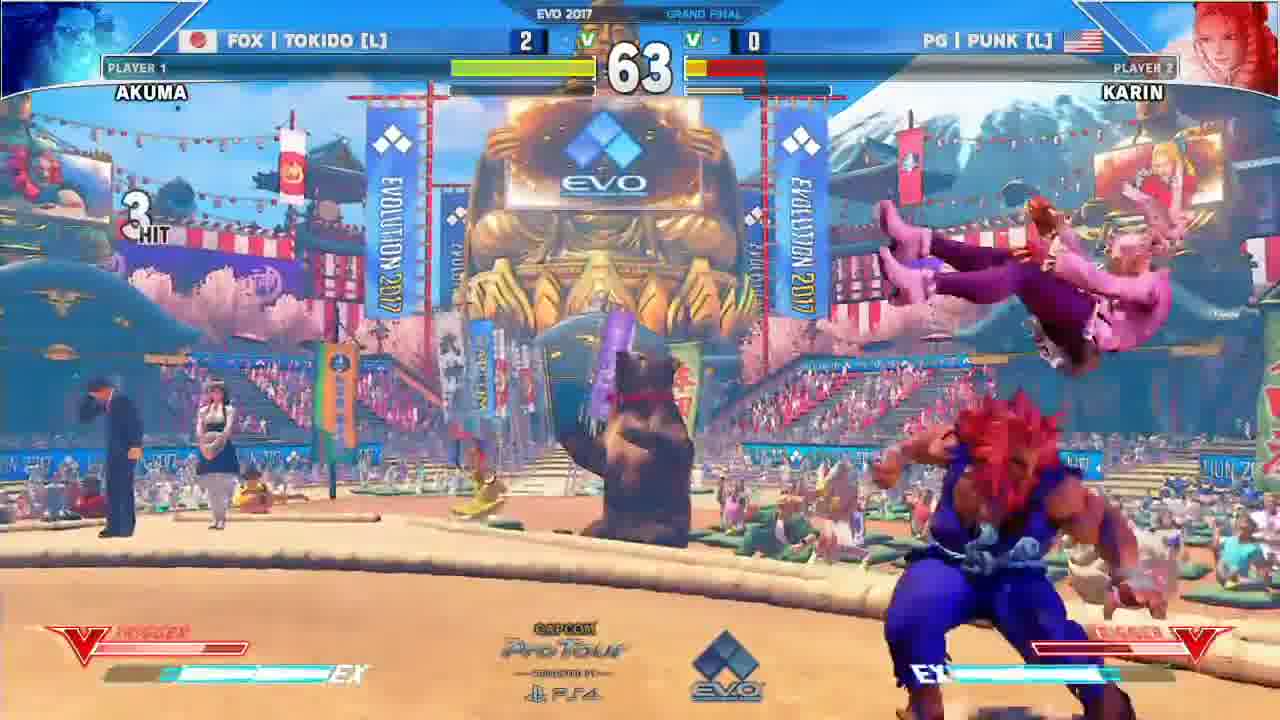 EVO 2017 GRAND FINAL
FOX | TOKIDO [L] 2 V 63 V 0 PG | PUNK [L]
PLAYER 1 PLAYER 2
AKUMA KARIN
EVO
EVOLUTION 2017
EVOLUTION 2017
3 HIT
V TRIGGER
TRIGGER V
EX
EX
CAPCOM
Pro Tour
PS4
EVO